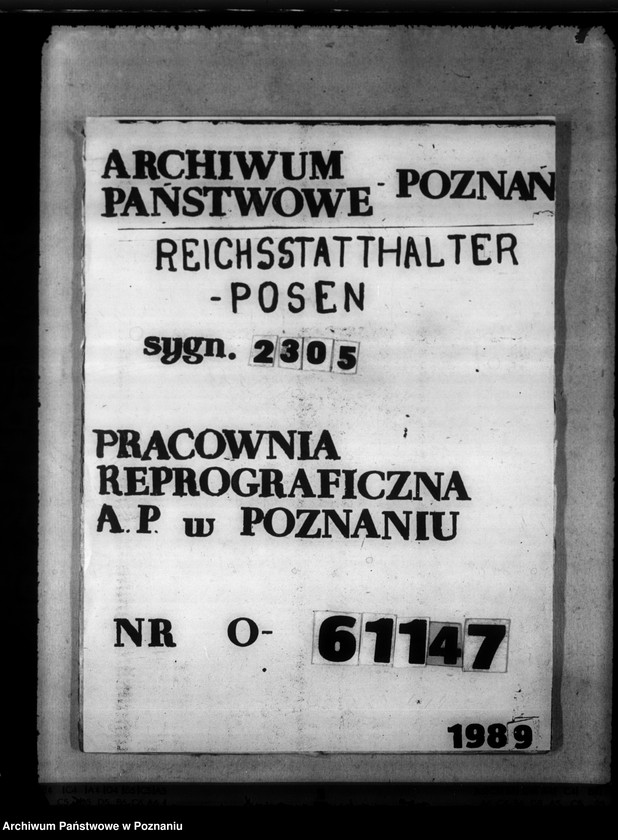 ARCHIWUM
PAŃSTWOWE - POZNAŃ
REICHSSTATTHALTER
-POSEN
sygn. 2305
PRACOWNIA
REPROGRAFICZNA
A.P. w POZNANIU
NR O- 61147
1989
Archiwum Państwowe w Poznaniu